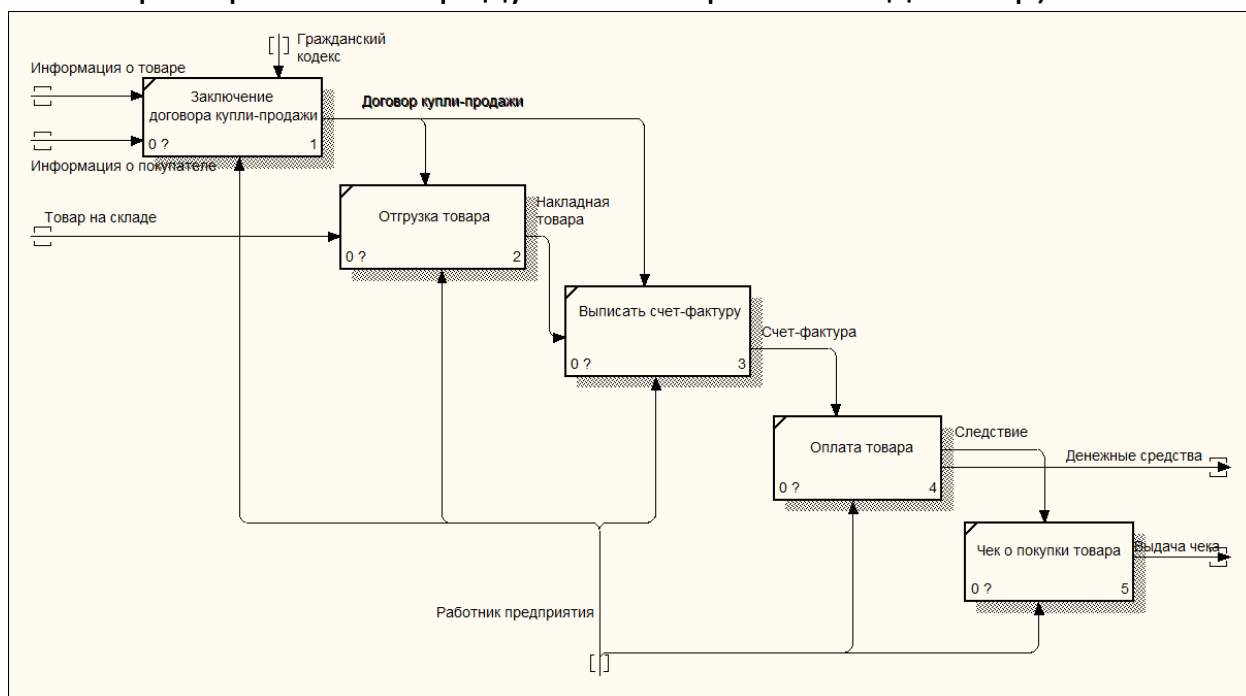 Гражданский
кодекс
Информация о товаре
Заключение
договора купли-продажи
0 ?
1
Договор купли-продажи
Информация о покупателе
Товар на складе
Отгрузка товара
0 ?
2
Накладная
товара
Выписать счет-фактуру
0 ?
3
Счет-фактура
Оплата товара
0 ?
4
Следствие
Денежные средства
Чек о покупки товара
0 ?
5
Выдача чека
Работник предприятия